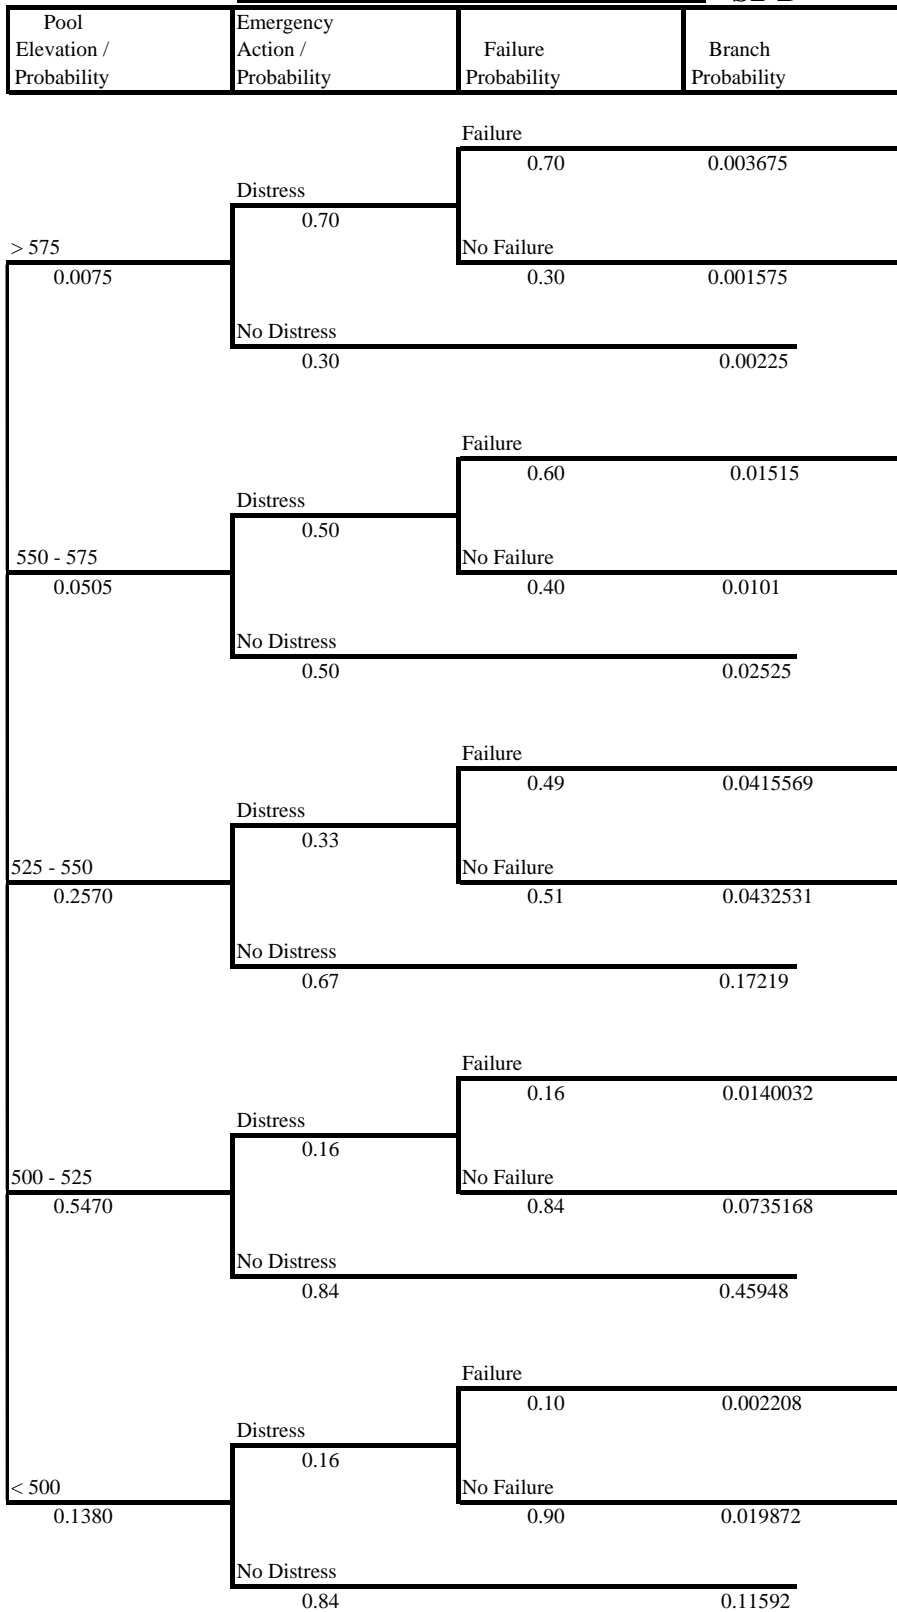 Pool Elevation / Probability
Emergency Action / Probability
Failure Probability
Branch Probability
Failure
0.70 0.003675
Distress
0.70
> 575
No Failure
0.0075
0.30 0.001575
No Distress
0.30 0.00225
Failure
0.60 0.01515
Distress
0.50
550 - 575
No Failure
0.0505
0.40 0.0101
No Distress
0.50 0.02525
Failure
0.49 0.0415569
Distress
0.33
525 - 550
No Failure
0.2570
0.51 0.0432531
No Distress
0.67 0.17219
Failure
0.16 0.0140032
Distress
0.16
500 - 525
No Failure
0.5470
0.84 0.0735168
No Distress
0.84 0.45948
Failure
0.10 0.002208
Distress
0.16
< 500
No Failure
0.1380
0.90 0.019872
No Distress
0.84 0.11592